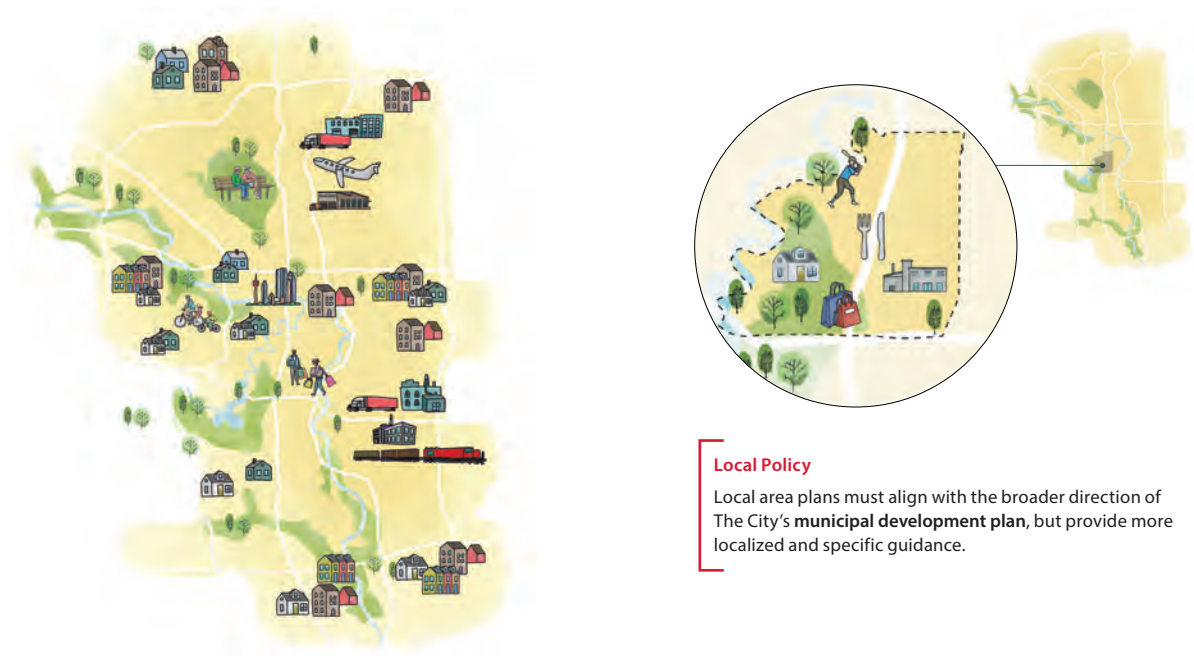 Local Policy
Local area plans must align with the broader direction of
The City’s municipal development plan, but provide more
localized and specific guidance.